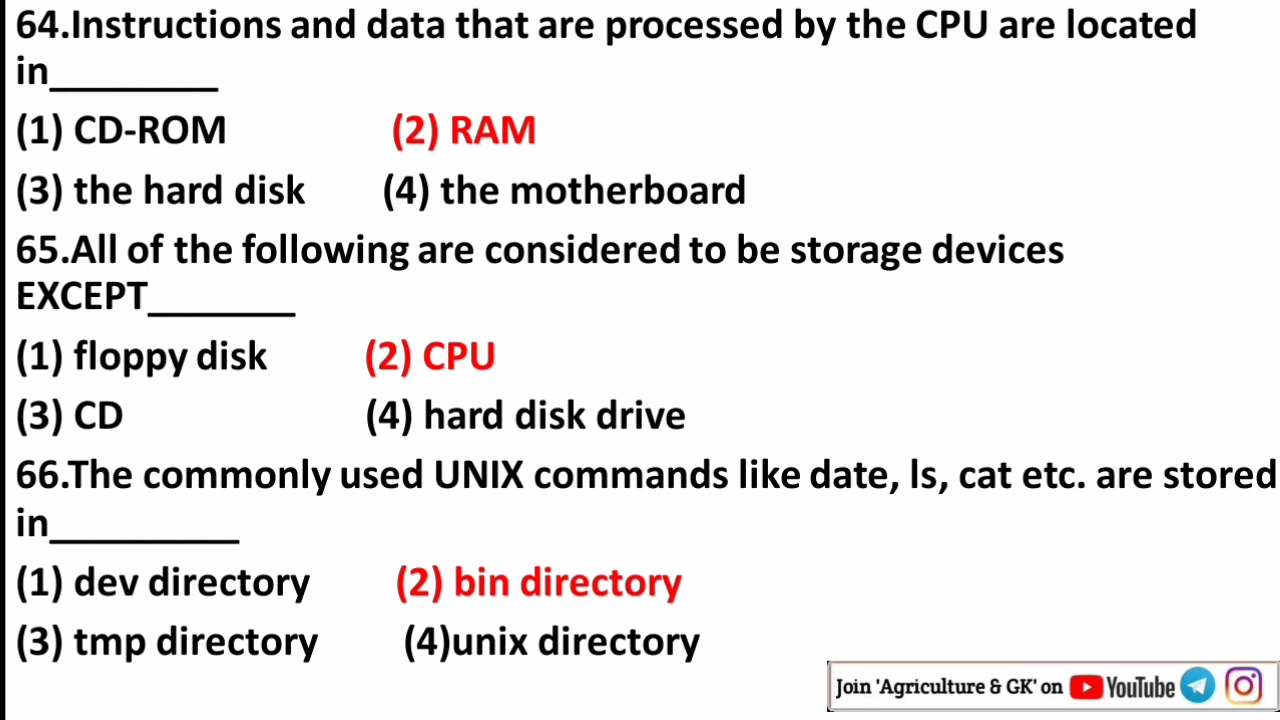 64.Instructions and data that are processed by the CPU are located
in________
(1) CD-ROM (2) RAM
(3) the hard disk (4) the motherboard
65.All of the following are considered to be storage devices
EXCEPT_______
(1) floppy disk (2) CPU
(3) CD (4) hard disk drive
66.The commonly used UNIX commands like date, ls, cat etc. are stored
in_________
(1) dev directory (2) bin directory
(3) tmp directory (4)unix directory
Join 'Agriculture & GK' on YouTube